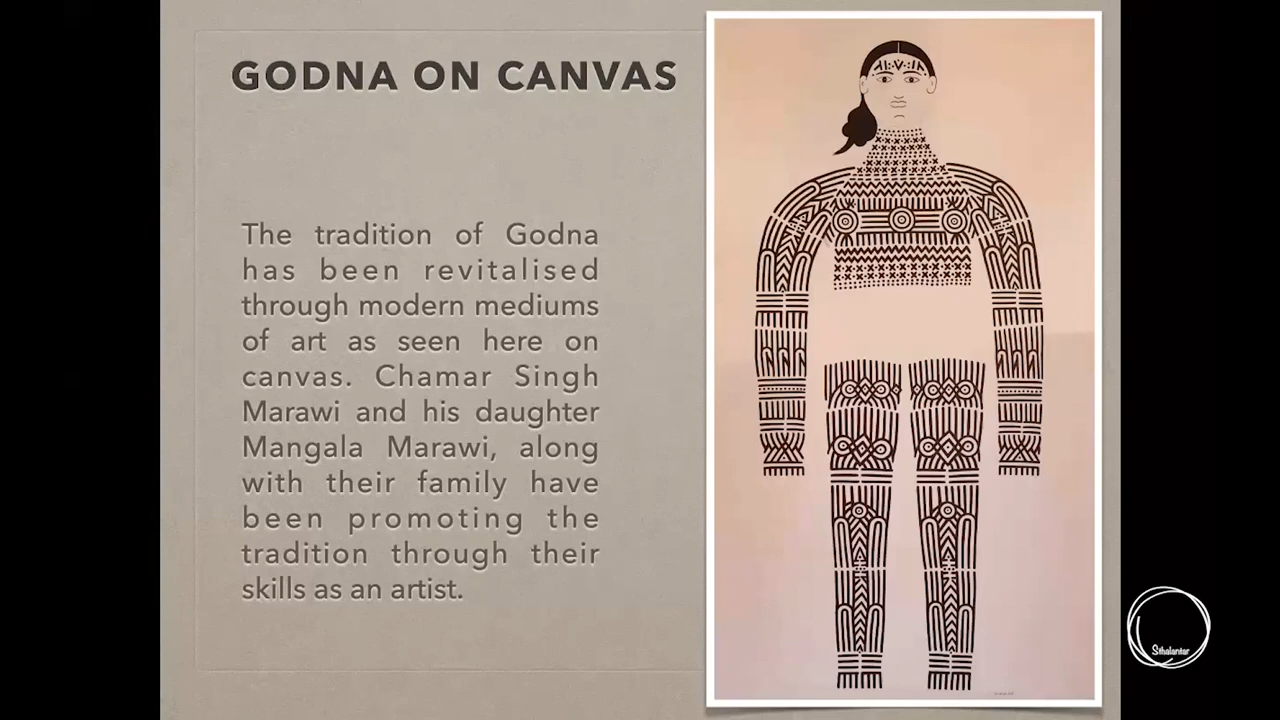 GODNA ON CANVAS
The tradition of Godna
has been revitalised
through modern mediums
of art as seen here on
canvas. Chamar Singh
Marawi and his daughter
Mangala Marawi, along
with their family have
been promoting the
tradition through their
skills as an artist.
Sthalantar